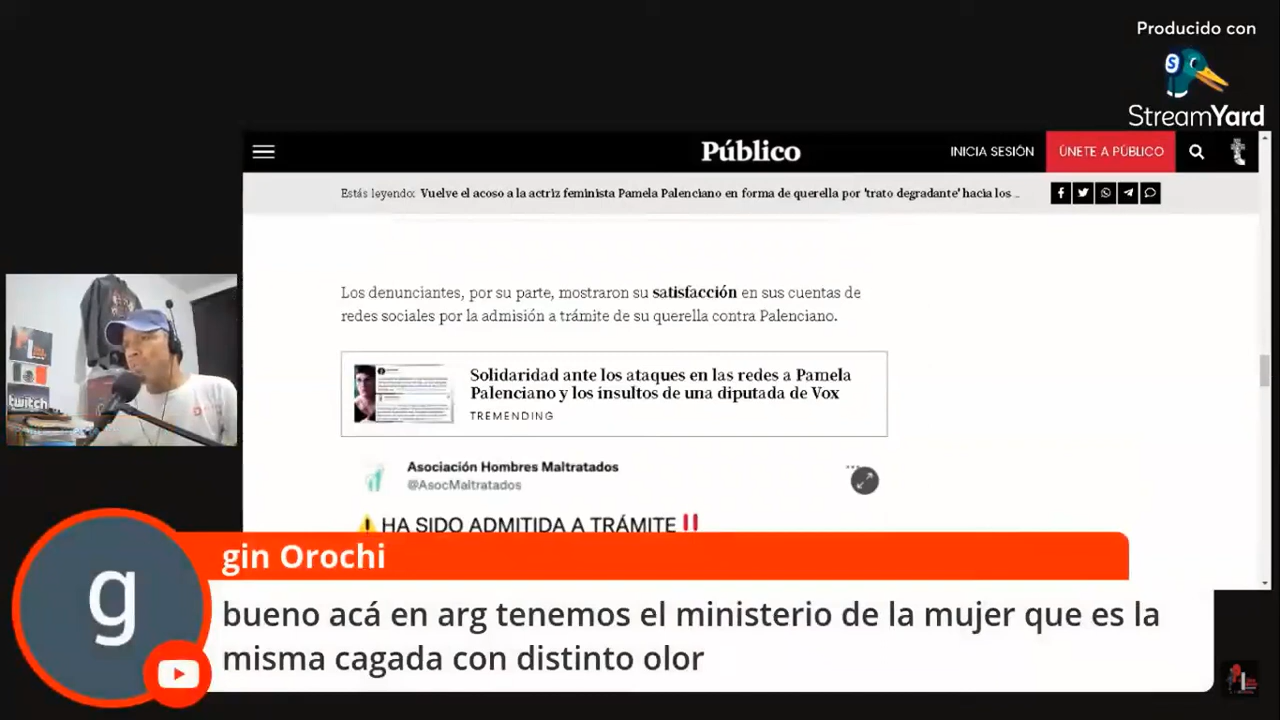 Producido con
StreamYard
Público
INICIA SESIÓN
ÚNETE A PÚBLICO
Estás leyendo: Vuelve el acoso a la actriz feminista Pamela Palenciano en forma de querella por 'trato degradante' hacia los ...
Los denunciantes, por su parte, mostraron su satisfacción en sus cuentas de
redes sociales por la admisión a trámite de su querella contra Palenciano.
Solidaridad ante los ataques en las redes a Pamela
Palenciano y los insultos de una diputada de Vox
TREMENDING
Asociación Hombres Maltratados
@AsocMaltratados
⚠️HA SIDO ADMITIDA A TRÁMITE‼️
twitch
g
gin Orochi
bueno acá en arg tenemos el ministerio de la mujer que es la
misma cagada con distinto olor